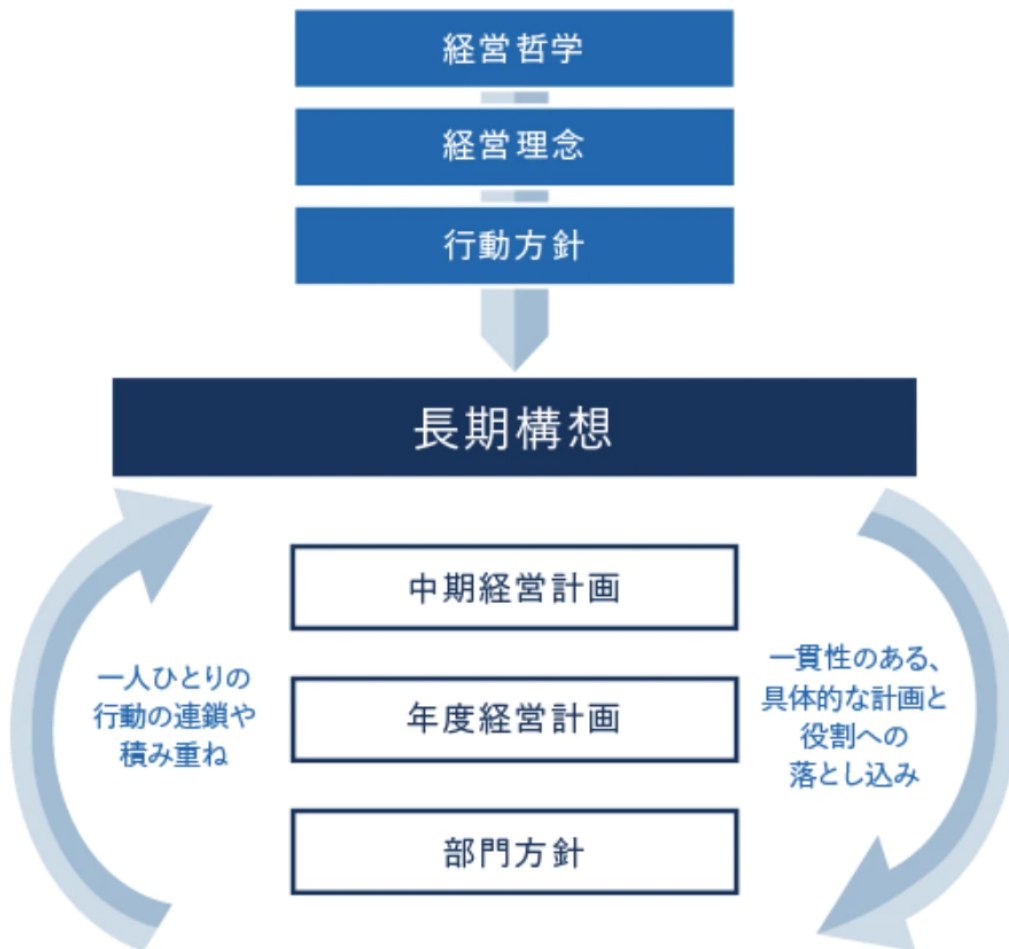 経営哲学
経営理念
行動方針
長期構想
中期経営計画
年度経営計画
部門方針
一人ひとりの
行動の連鎖や
積み重ね
一貫性のある、
具体的な計画と
役割への
落とし込み